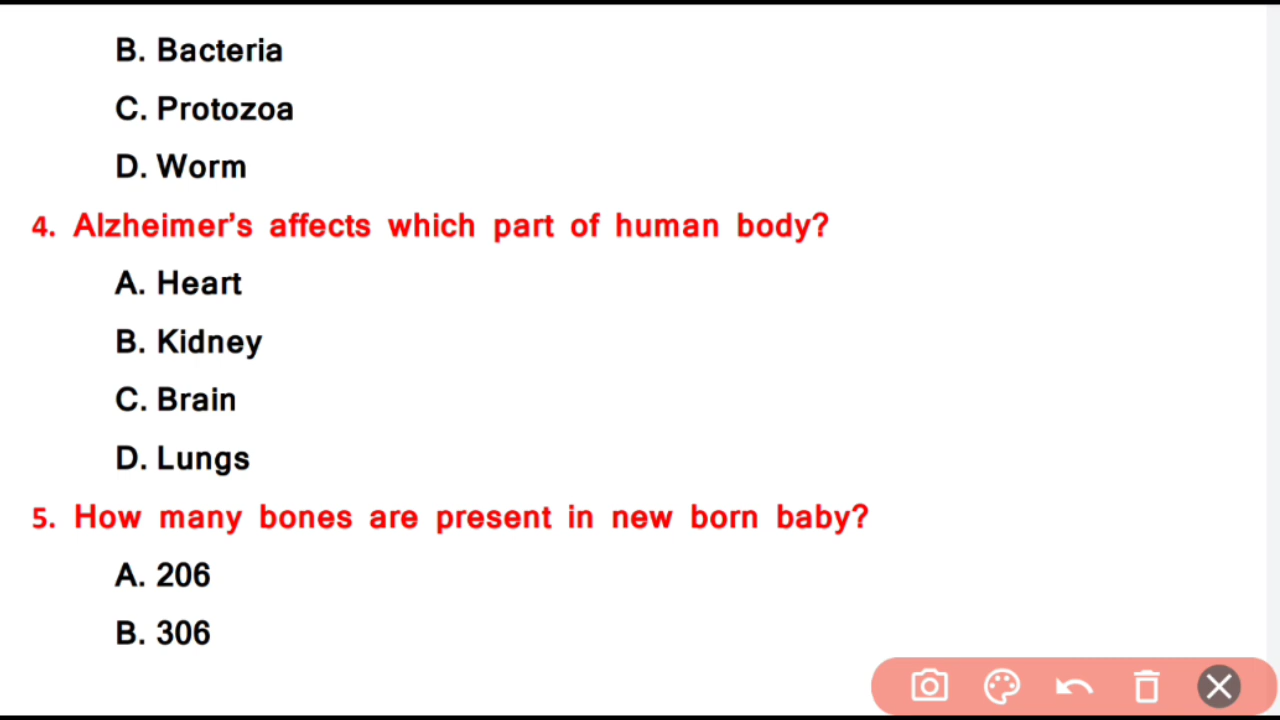 B. Bacteria
C. Protozoa
D. Worm
4. Alzheimer's affects which part of human body?
A. Heart
B. Kidney
C. Brain
D. Lungs
5. How many bones are present in new born baby?
A. 206
B. 306